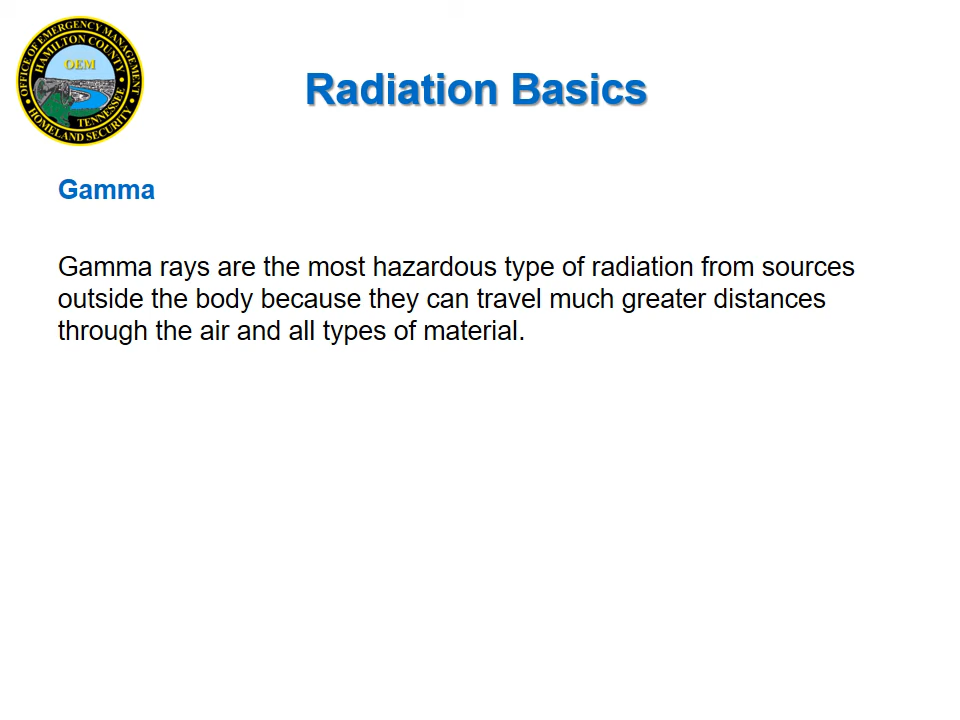 OFFICE OF EMERGENCY MANAGEMENT
HAMILTON COUNTY
OEM
TENNESSEE
HOMELAND SECURITY
Radiation Basics
Gamma
Gamma rays are the most hazardous type of radiation from sources
outside the body because they can travel much greater distances
through the air and all types of material.